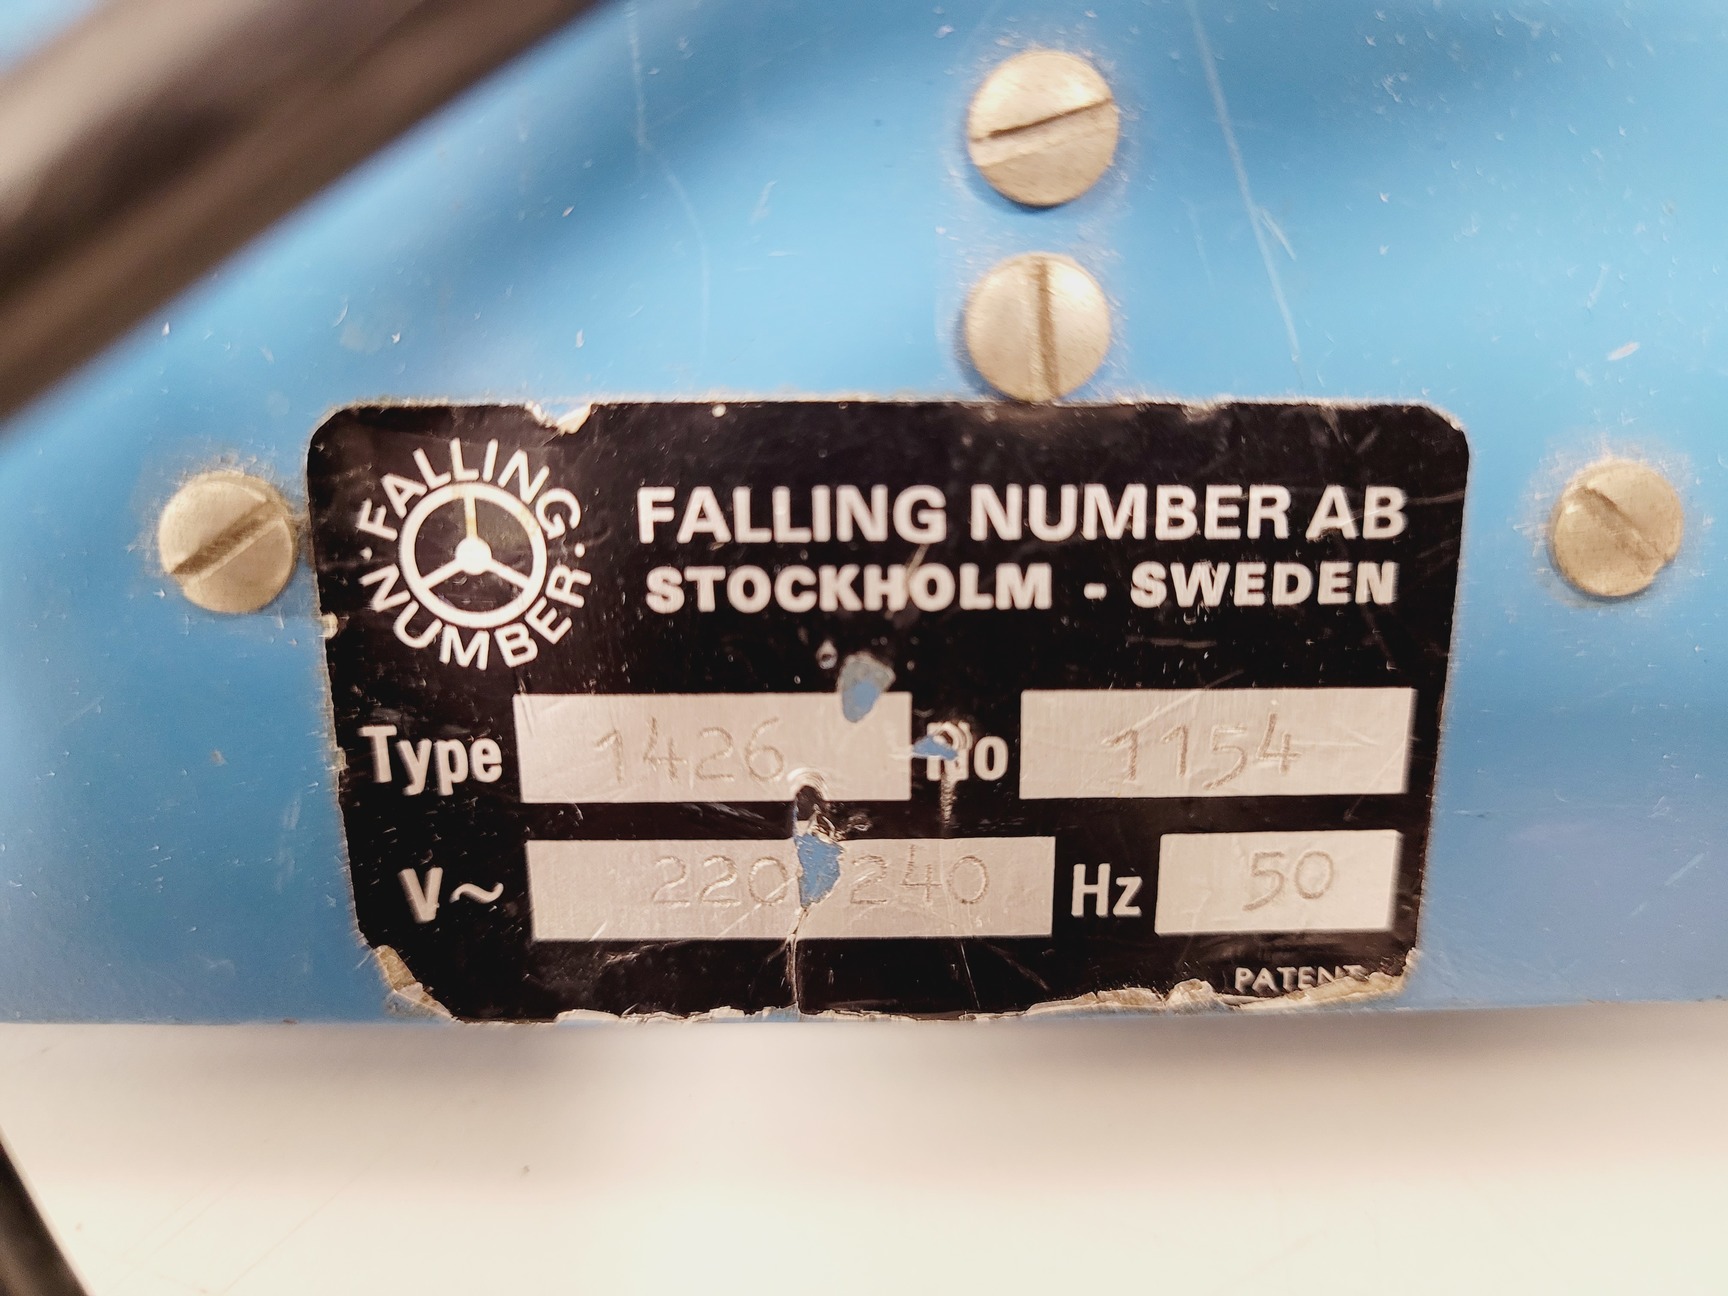 · FALLING · NUMBER
FALLING NUMBER AB
STOCKHOLM - SWEDEN
Type 1426 No 1154
V~ 220 240 Hz 50
PATENT